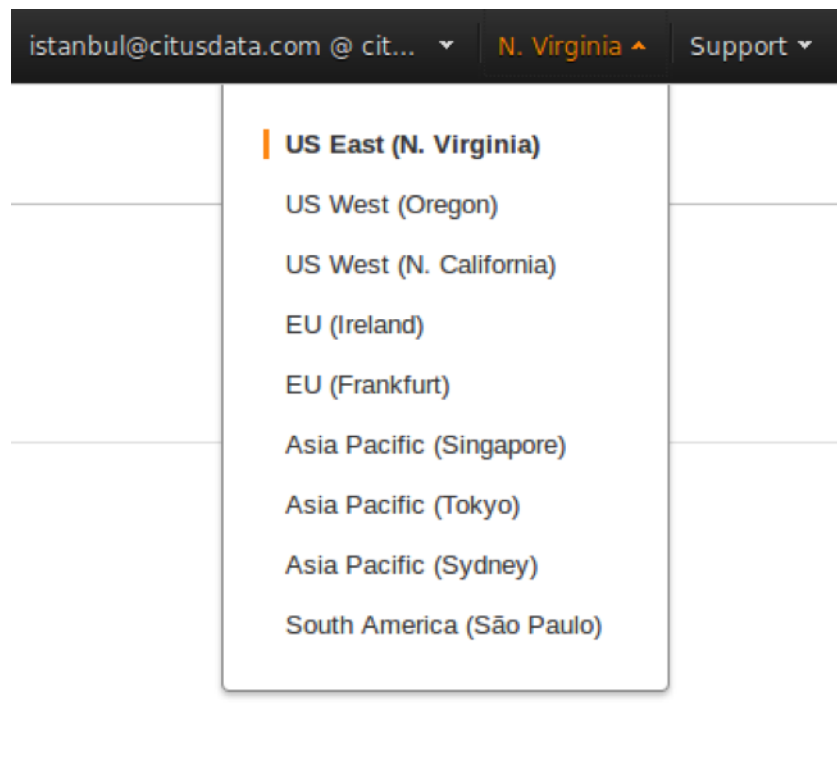 istanbul@citusdata.com @ cit... N. Virginia Support
US East (N. Virginia)
US West (Oregon)
US West (N. California)
EU (Ireland)
EU (Frankfurt)
Asia Pacific (Singapore)
Asia Pacific (Tokyo)
Asia Pacific (Sydney)
South America (São Paulo)